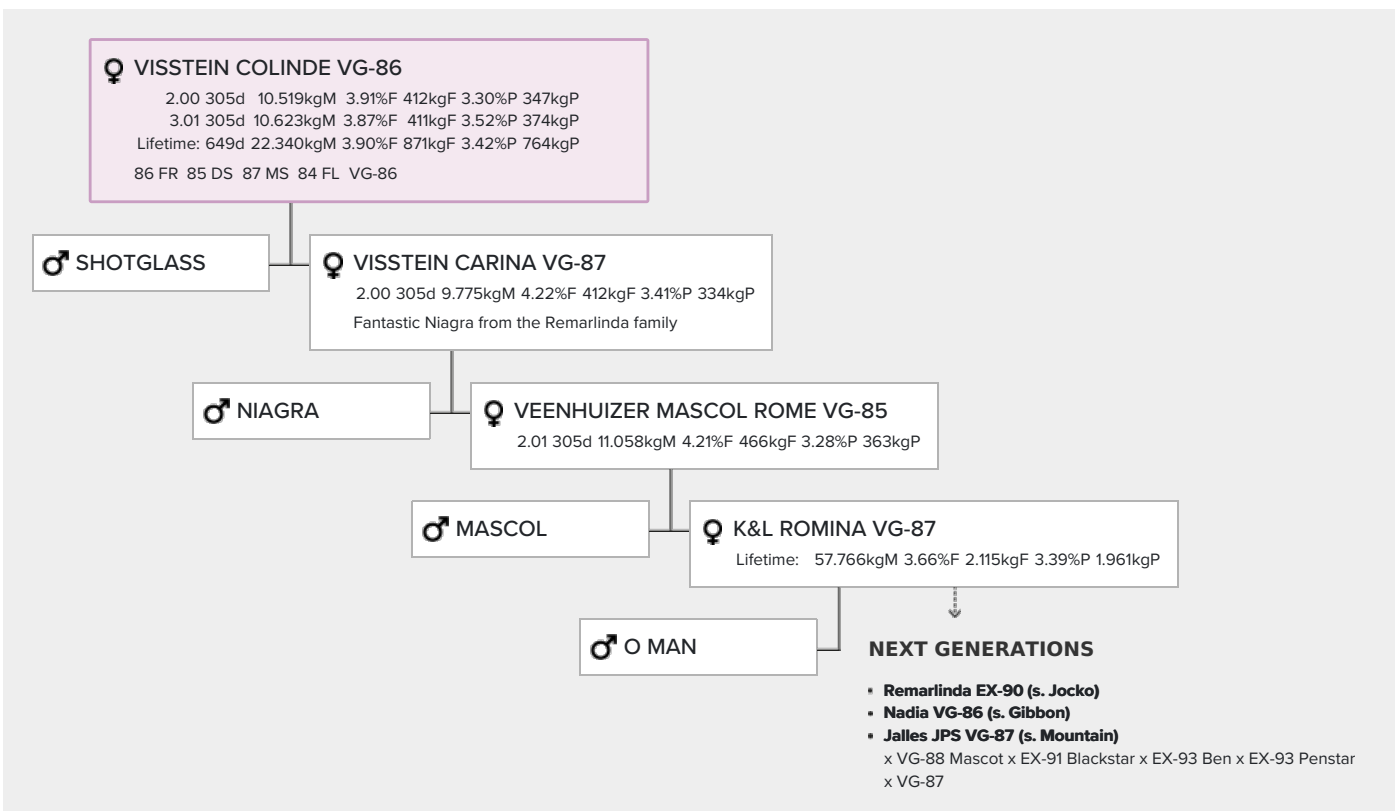 VISSTEIN COLINDE VG-86
2.00 305d 10.519kgM 3.91%F 412kgF 3.30%P 347kgP
3.01 305d 10.623kgM 3.87%F 411kgF 3.52%P 374kgP
Lifetime: 649d 22.340kgM 3.90%F 871kgF 3.42%P 764kgP
86 FR 85 DS 87 MS 84 FL VG-86
SHOTGLASS
VISSTEIN CARINA VG-87
2.00 305d 9.775kgM 4.22%F 412kgF 3.41%P 334kgP
Fantastic Niagra from the Remarlinda family
NIAGRA
VEENHUIZER MASCOL ROME VG-85
2.01 305d 11.058kgM 4.21%F 466kgF 3.28%P 363kgP
MASCOL
K&L ROMINA VG-87
Lifetime: 57.766kgM 3.66%F 2.115kgF 3.39%P 1.961kgP
O MAN
NEXT GENERATIONS
• Remarlinda EX-90 (s. Jocko)
• Nadia VG-86 (s. Gibbon)
• Jalles JPS VG-87 (s. Mountain)
x VG-88 Mascot x EX-91 Blackstar x EX-93 Ben x EX-93 Penstar
x VG-87